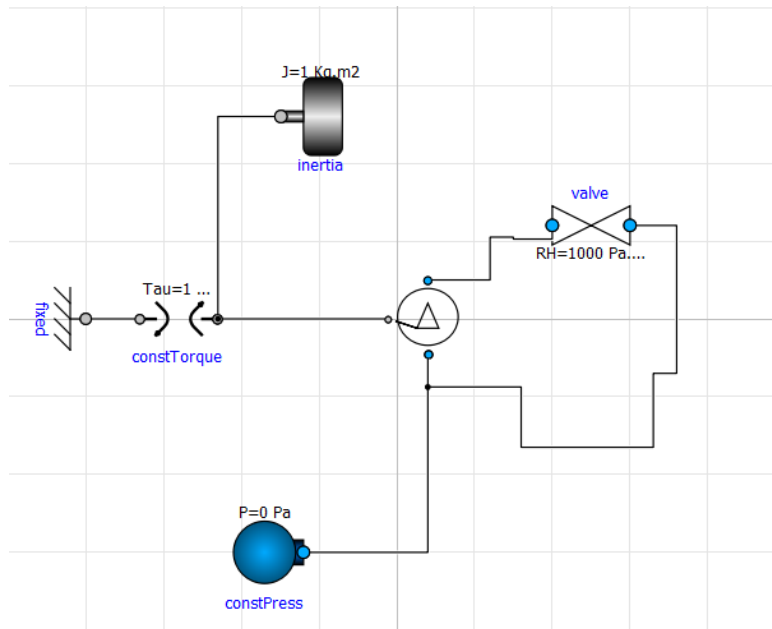 J=1 Kg.m2
inertia
valve
RH=1000 Pa....
Tau=1 ...
fixed
constTorque
P=0 Pa
constPress